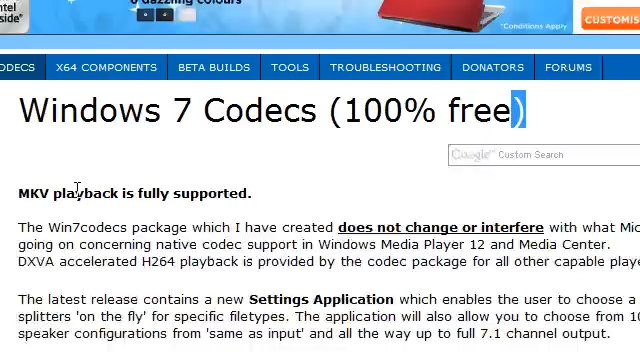 ntel
side"
6 dazzling colours
*Conditions Apply
CUSTOMIS
ODECS X64 COMPONENTS BETA BUILDS TOOLS TROUBLESHOOTING DONATORS FORUMS
Windows 7 Codecs (100% free)
Google™ Custom Search
MKV playback is fully supported.
The Win7codecs package which I have created does not change or interfere with what Mic
going on concerning native codec support in Windows Media Player 12 and Media Center.
DXVA accelerated H264 playback is provided by the codec package for all other capable playe
The latest release contains a new Settings Application which enables the user to choose a
splitters 'on the fly' for specific filetypes. The application will also allow you to choose from 10
speaker configurations from 'same as input' and all the way up to full 7.1 channel output.